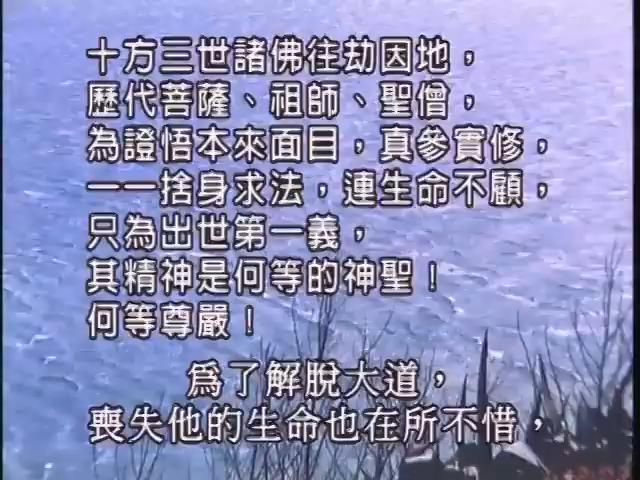 十方三世諸佛往劫因地，
歷代菩薩、祖師、聖僧，
為證悟本來面目，真參實修，
一一捨身求法，連生命不顧，
只為出世第一義，
其精神是何等的神聖！
何等尊嚴！
爲了解脫大道，
喪失他的生命也在所不惜，